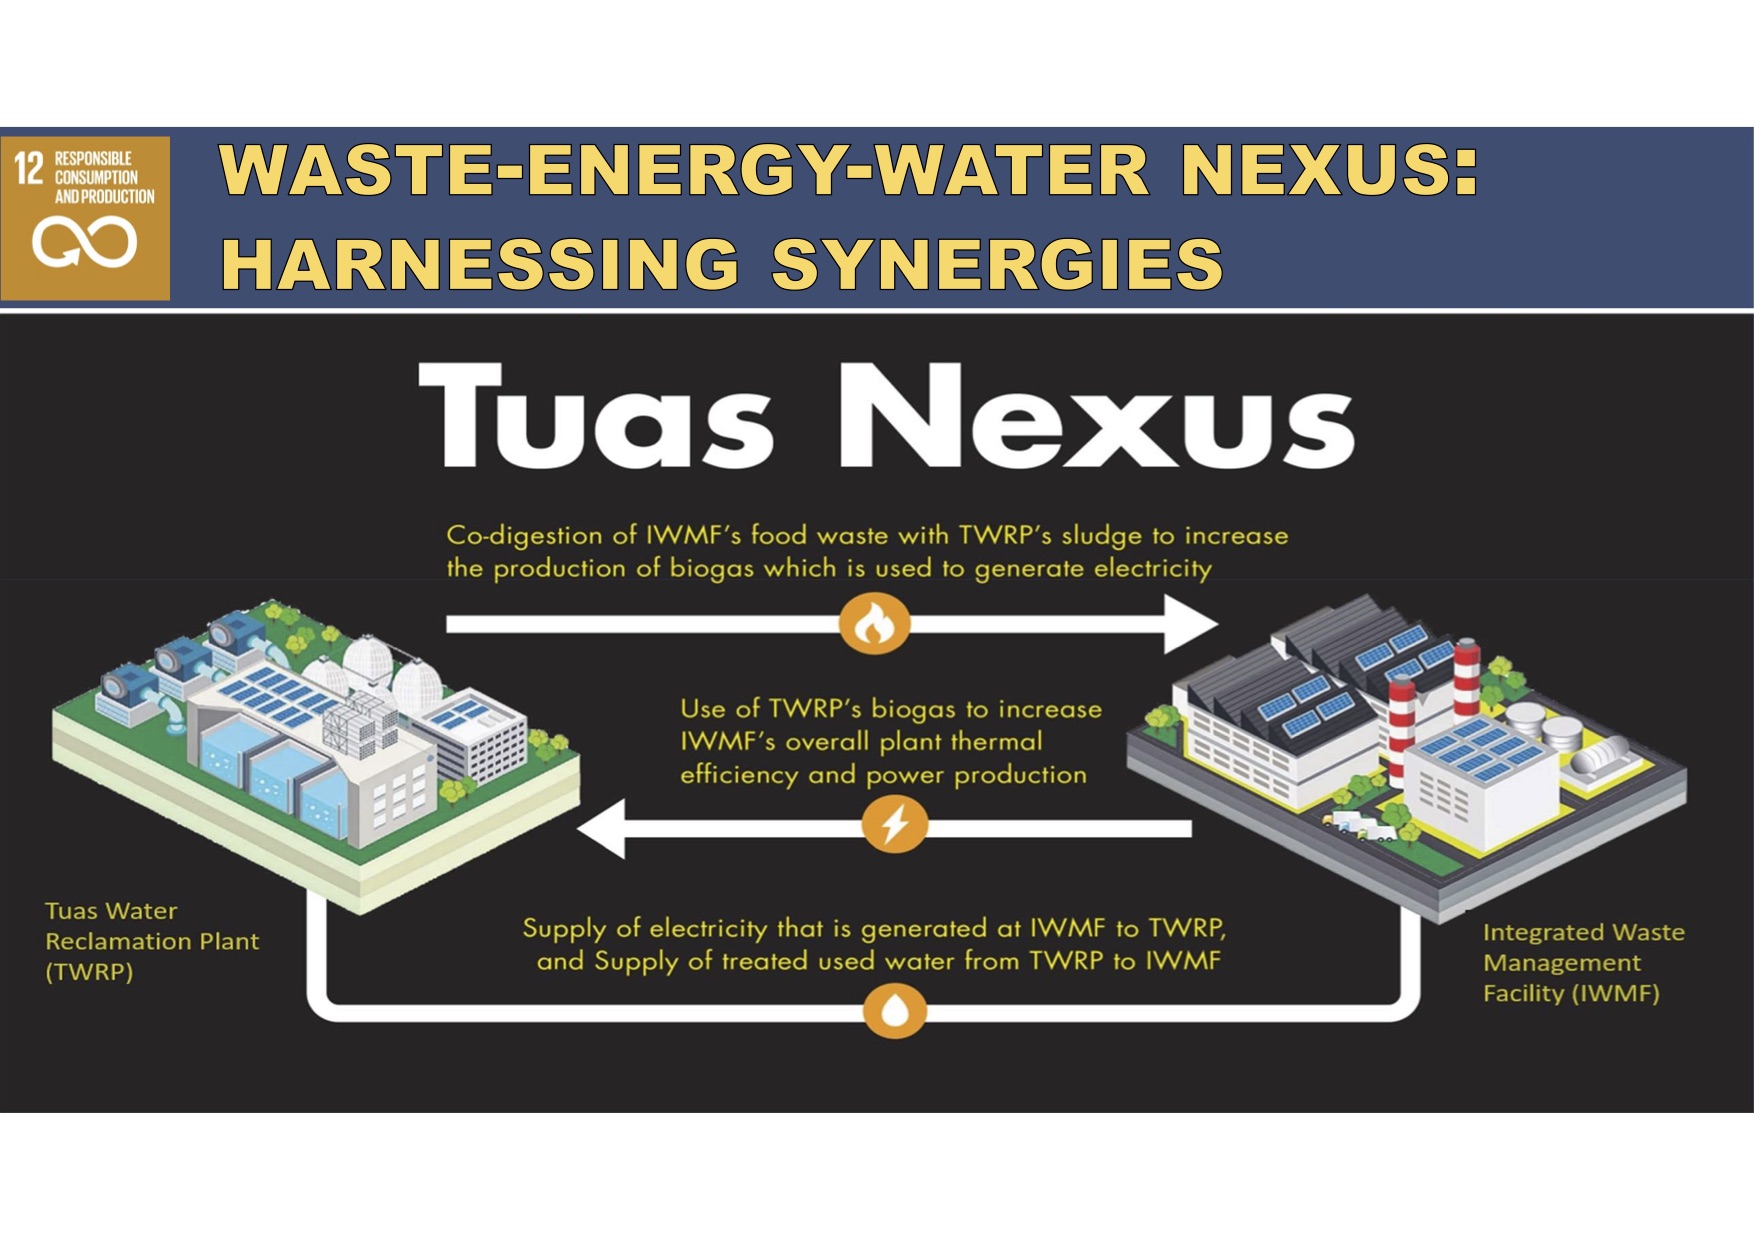 12 RESPONSIBLE
CONSUMPTION
AND PRODUCTION
WASTE-ENERGY-WATER NEXUS:
HARNESSING SYNERGIES
Tuas Nexus
Co-digestion of IWMF's food waste with TWRP's sludge to increase
the production of biogas which is used to generate electricity
Use of TWRP's biogas to increase
IWMF's overall plant thermal
efficiency and power production
Tuas Water
Reclamation Plant
(TWRP)
Supply of electricity that is generated at IWMF to TWRP,
and Supply of treated used water from TWRP to IWMF
Integrated Waste
Management
Facility (IWMF)